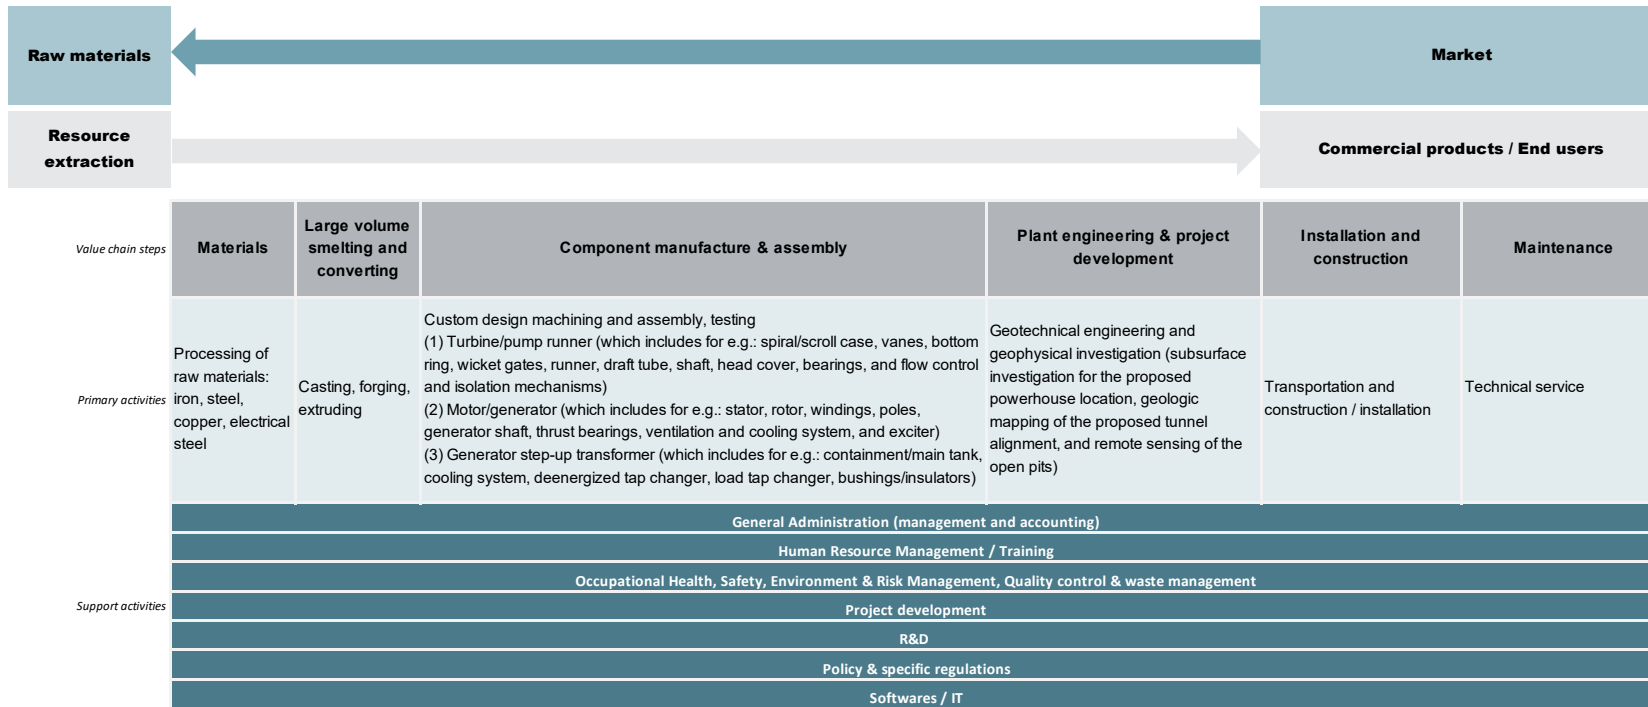 Raw materials
Market
Resource
extraction
Commercial products / End users
Value chain steps
Materials
Large volume
smelting and
converting
Component manufacture & assembly
Plant engineering & project
development
Installation and
construction
Maintenance
Primary activities
Processing of
raw materials:
iron, steel,
copper, electrical
steel
Casting, forging,
extruding
Custom design machining and assembly, testing
(1) Turbine/pump runner (which includes for e.g.: spiral/scroll case, vanes, bottom
ring, wicket gates, runner, draft tube, shaft, head cover, bearings, and flow control
and isolation mechanisms)
(2) Motor/generator (which includes for e.g.: stator, rotor, windings, poles,
generator shaft, thrust bearings, ventilation and cooling system, and exciter)
(3) Generator step-up transformer (which includes for e.g.: containment/main tank,
cooling system, deenergized tap changer, load tap changer, bushings/insulators)
Geotechnical engineering and
geophysical investigation (subsurface
investigation for the proposed
powerhouse location, geologic
mapping of the proposed tunnel
alignment, and remote sensing of the
open pits)
Transportation and
construction / installation
Technical service
Support activities
General Administration (management and accounting)
Human Resource Management / Training
Occupational Health, Safety, Environment & Risk Management, Quality control & waste management
Project development
R&D
Policy & specific regulations
Softwares / IT